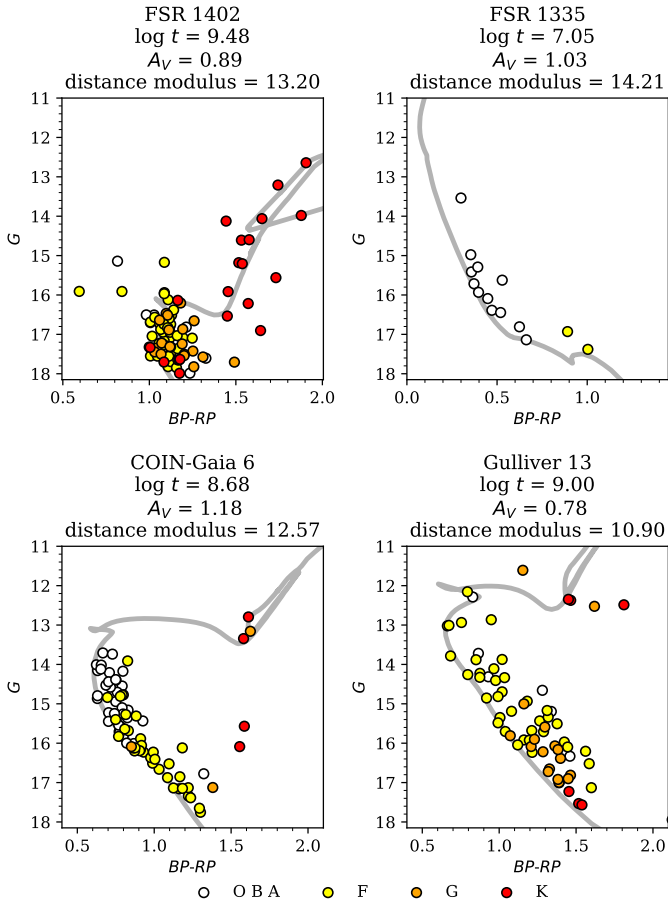 FSR 1402
log t = 9.48
A_V = 0.89
distance modulus = 13.20
FSR 1335
log t = 7.05
A_V = 1.03
distance modulus = 14.21
11
12
13
14
15
16
17
18
G
0.5
1.0
1.5
2.0
BP-RP
11
12
13
14
15
16
17
18
G
0.0
0.5
1.0
BP-RP
COIN-Gaia 6
log t = 8.68
A_V = 1.18
distance modulus = 12.57
Gulliver 13
log t = 9.00
A_V = 0.78
distance modulus = 10.90
11
12
13
14
15
16
17
18
G
0.5
1.0
1.5
2.0
BP-RP
11
12
13
14
15
16
17
18
G
0.5
1.0
1.5
2.0
BP-RP
O B A
F
G
K